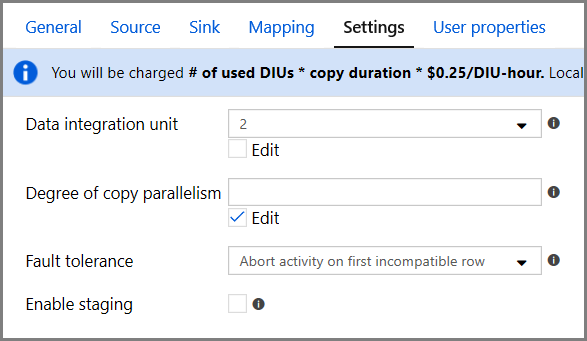 General Source Sink Mapping Settings User properties
You will be charged # of used DIUs * copy duration * $0.25/DIU-hour. Local
Data integration unit 2
Edit
Degree of copy parallelism
Edit
Fault tolerance Abort activity on first incompatible row
Enable staging